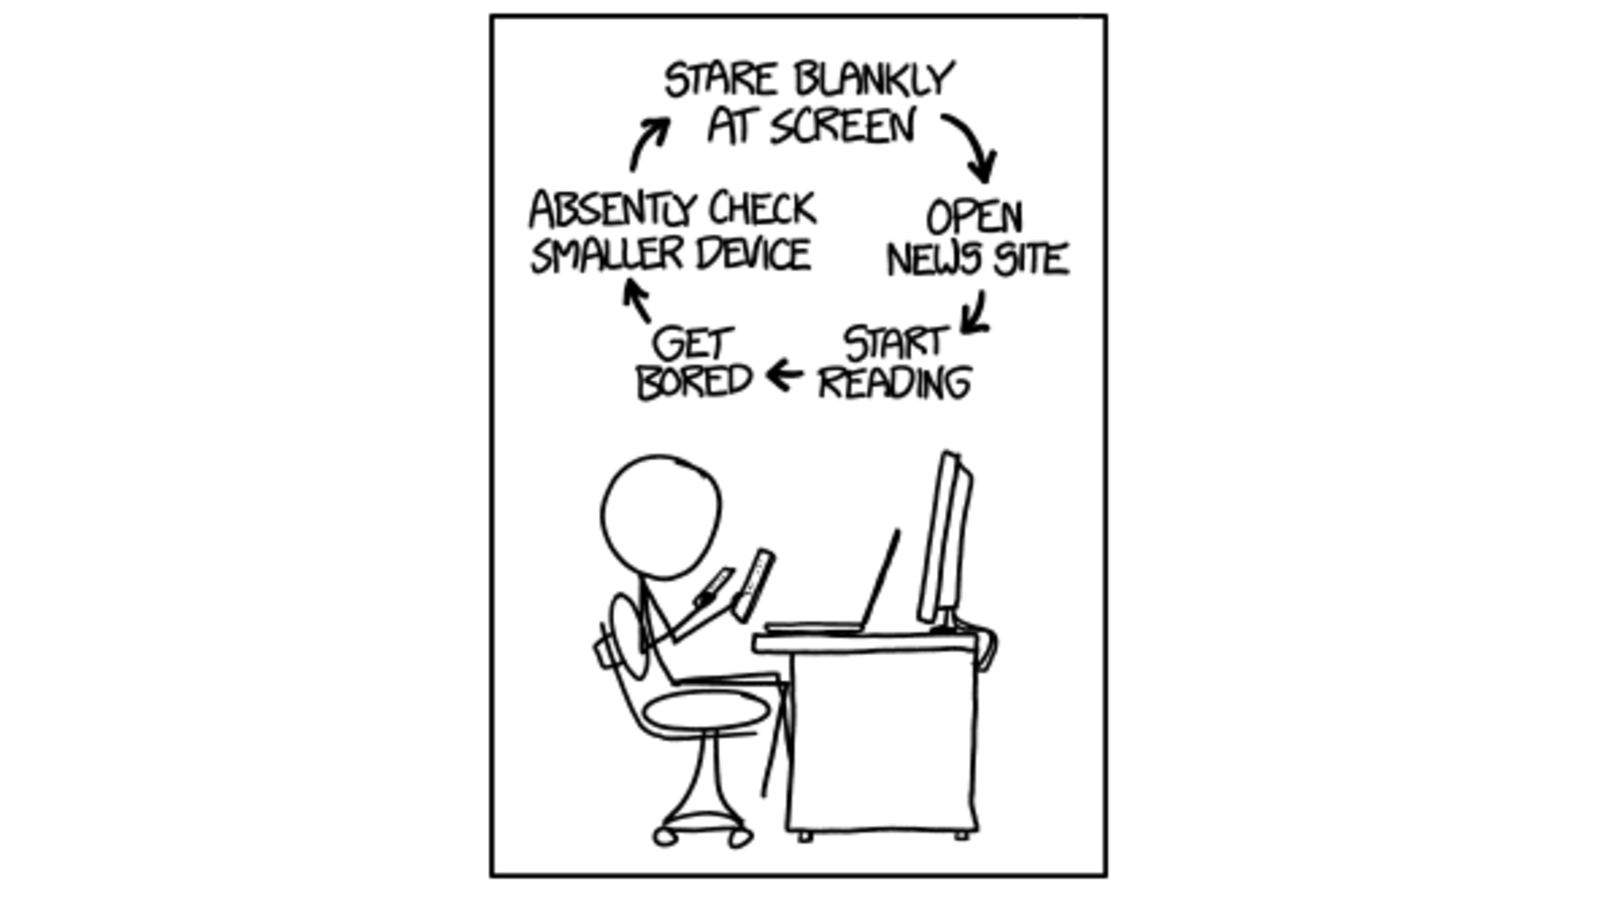 STARE BLANKLY
AT SCREEN
OPEN
NEWS SITE
START
READING
GET
BORED
ABSENTLY CHECK
SMALLER DEVICE